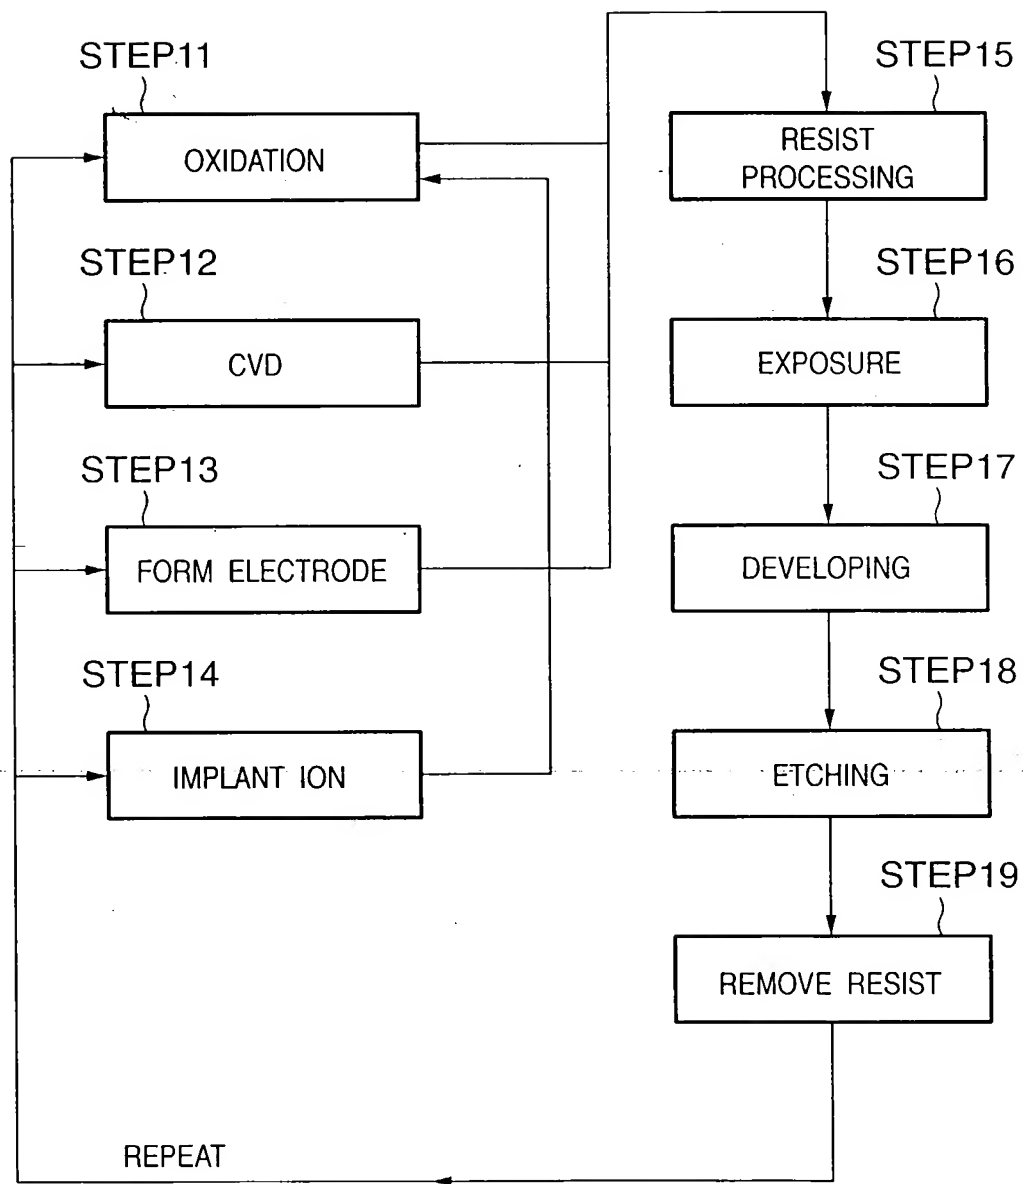 STEP11
OXIDATION
STEP12
CVD
STEP13
FORM ELECTRODE
STEP14
IMPLANT ION
STEP15
RESIST
PROCESSING
STEP16
EXPOSURE
STEP17
DEVELOPING
STEP18
ETCHING
STEP19
REMOVE RESIST
REPEAT